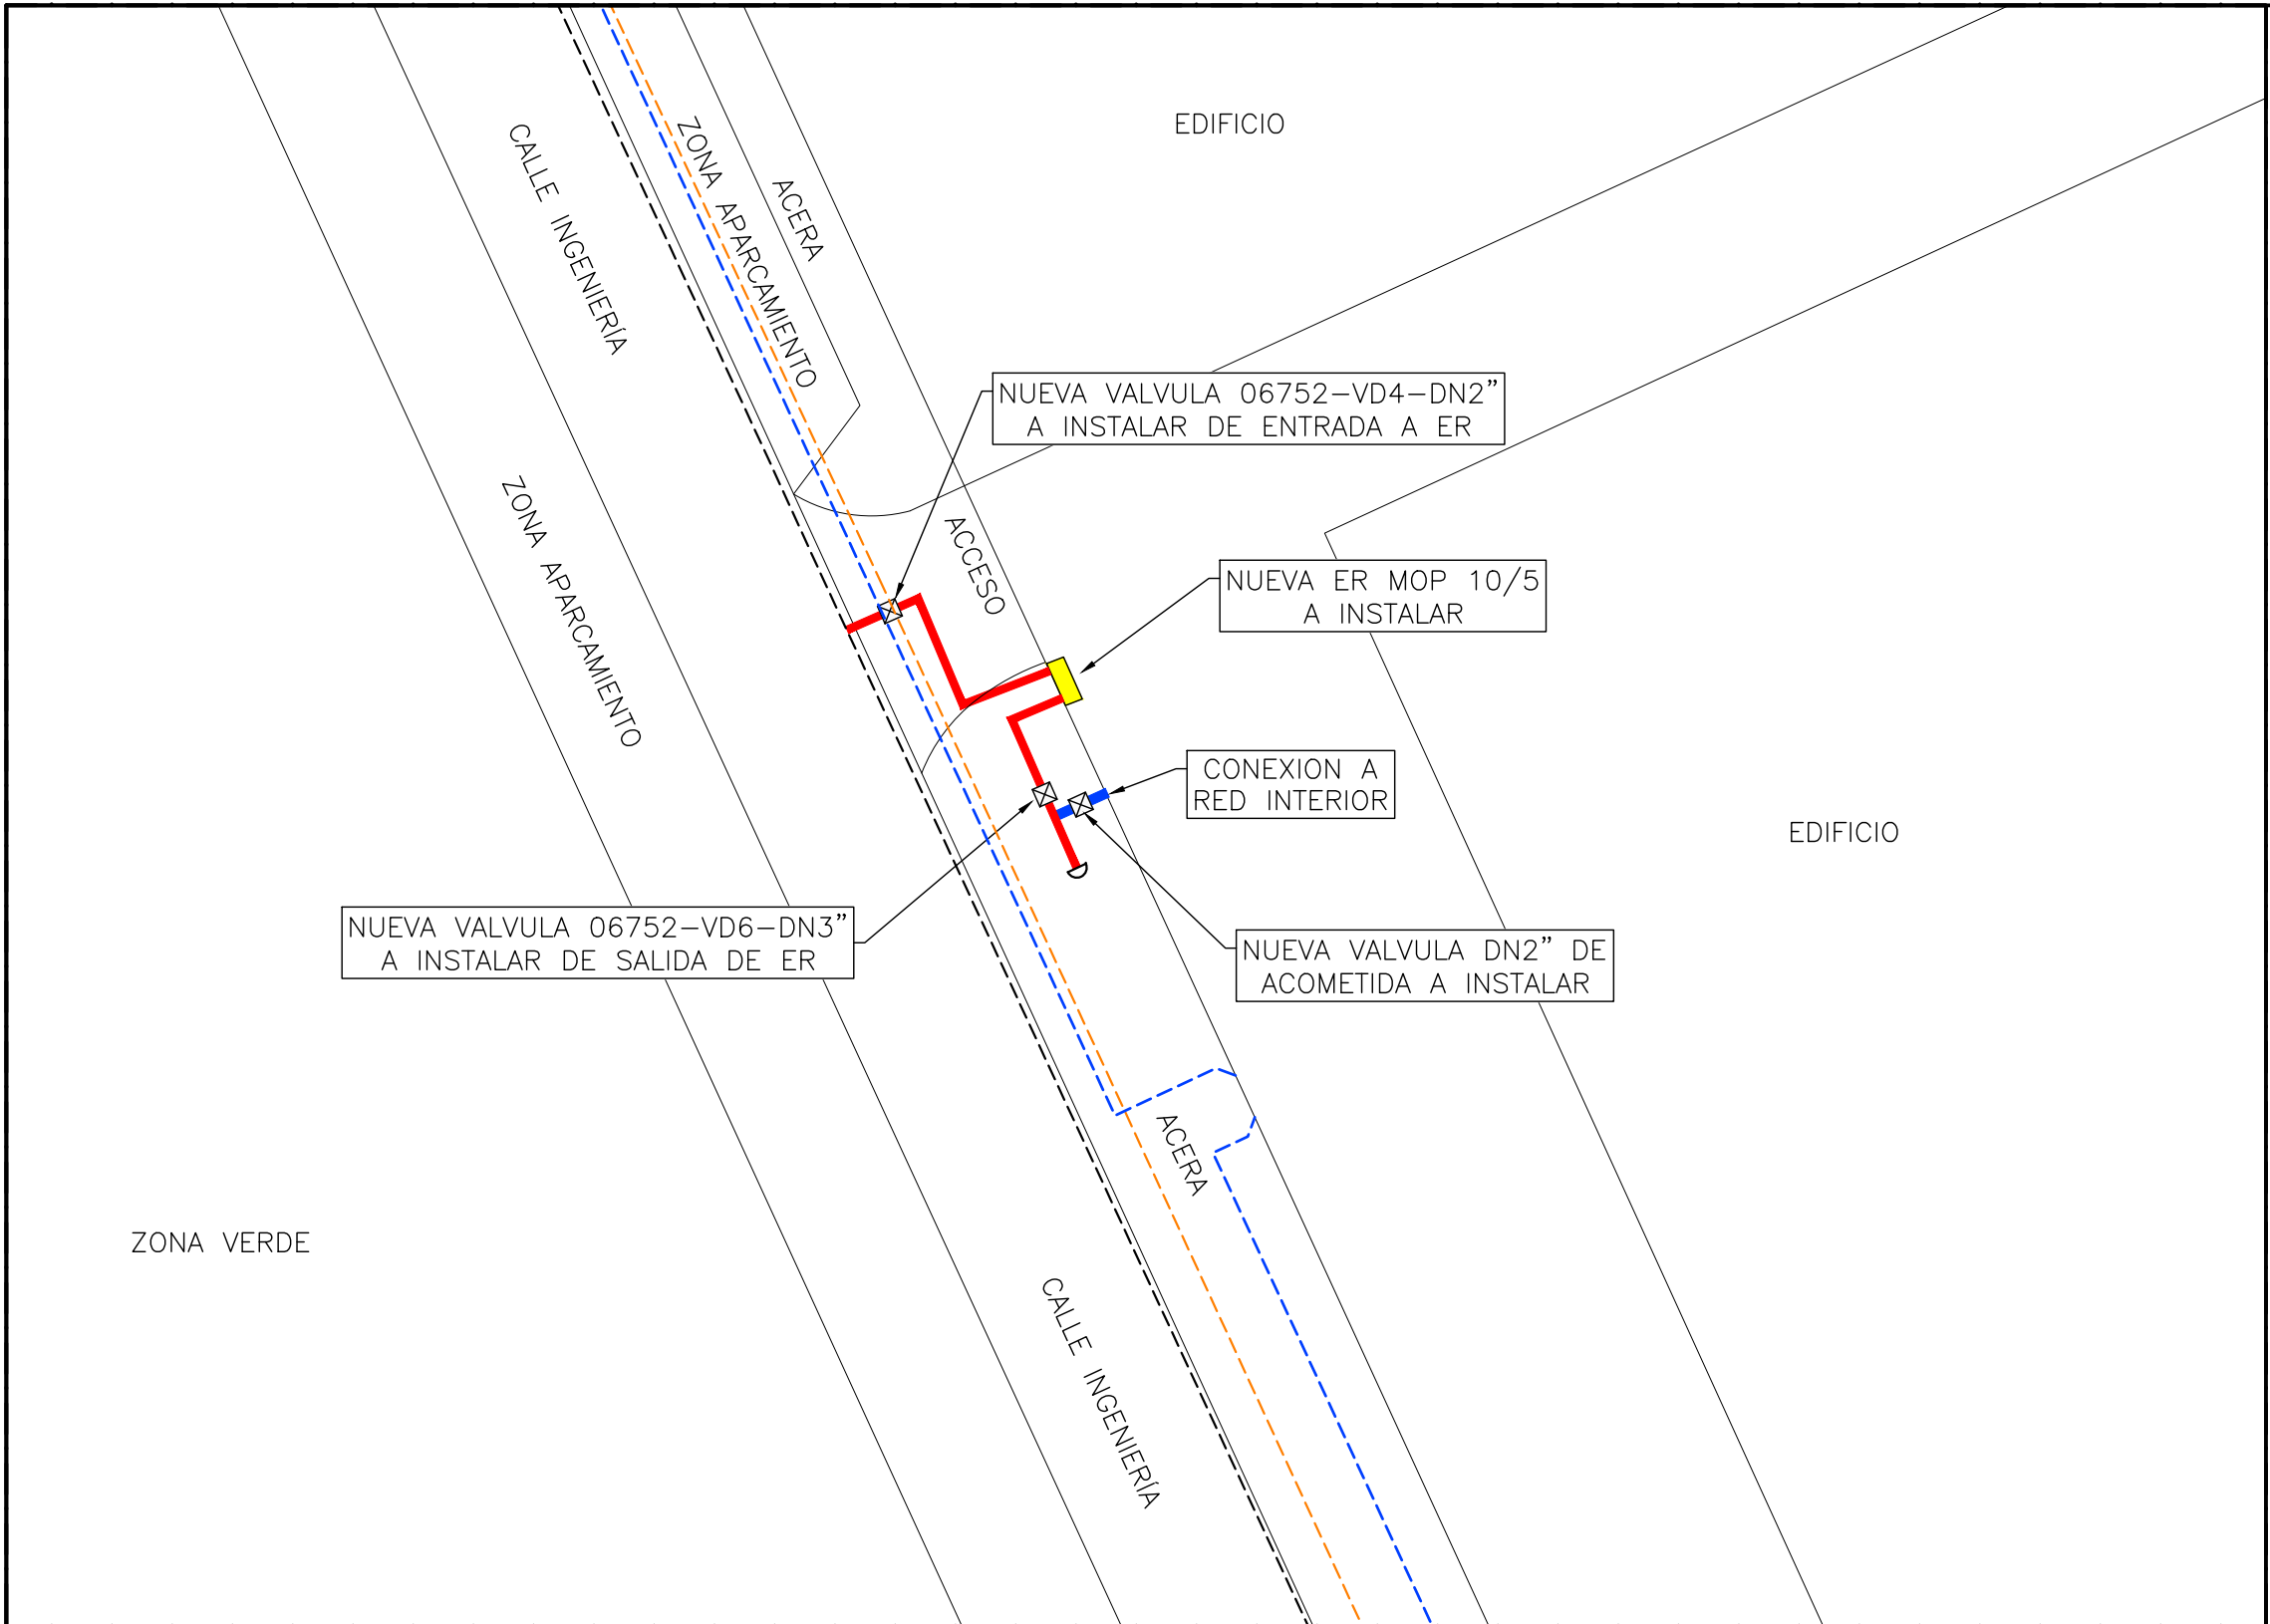 EDIFICIO
CALLE INGENIERÍA
ZONA APARCAMIENTO
ACERA
NUEVA VALVULA 06752-VD4-DN2”
A INSTALAR DE ENTRADA A ER
ZONA APARCAMIENTO
ACCESO
NUEVA ER MOP 10/5
A INSTALAR
CONEXION A
RED INTERIOR
EDIFICIO
NUEVA VALVULA 06752-VD6-DN3”
A INSTALAR DE SALIDA DE ER
NUEVA VALVULA DN2” DE
ACOMETIDA A INSTALAR
ACERA
ZONA VERDE
CALLE INGENIERÍA